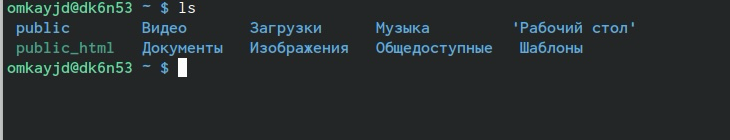 omkayjd@dk6n53 ~ $ ls
public Видео Загрузки Музыка 'Рабочий стол'
public_html Документы Изображения Общедоступные Шаблоны
omkayjd@dk6n53 ~ $